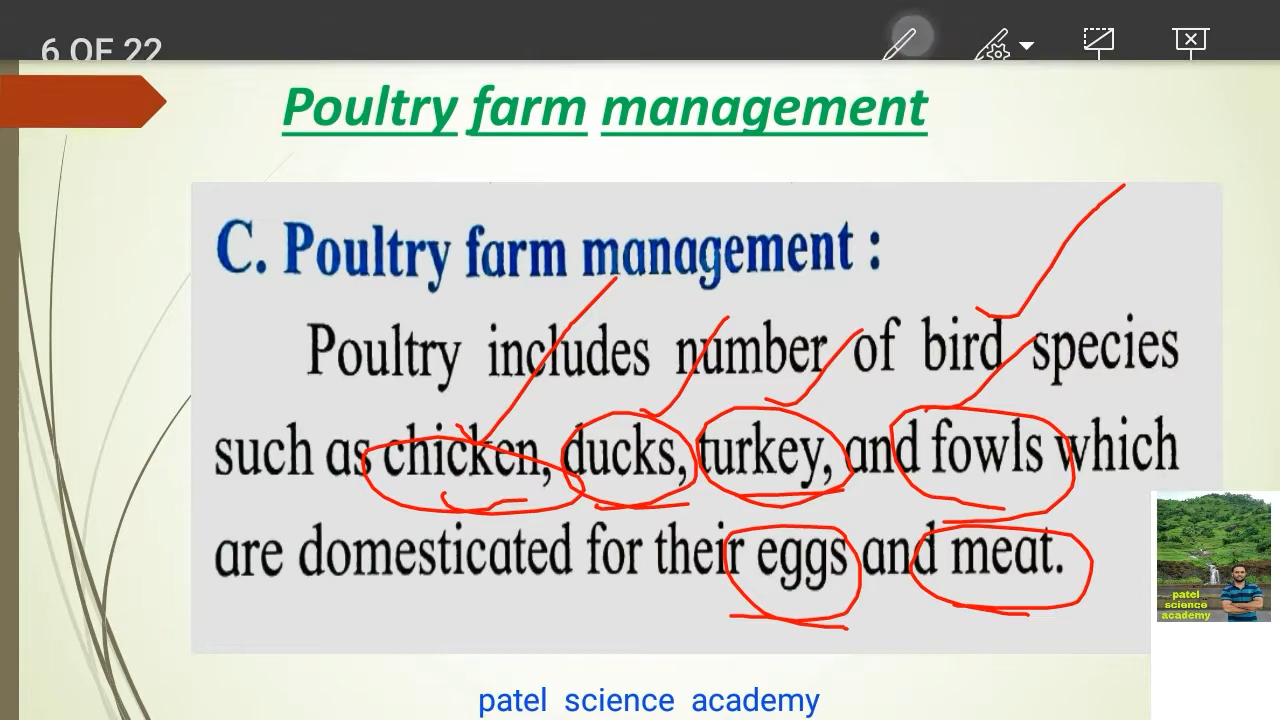 6 OF 22
Poultry farm management
C. Poultry farm management :
Poultry includes number of bird species
such as chicken, ducks, turkey, and fowls which
are domesticated for their eggs and meat.
patel
science
academy
patel science academy